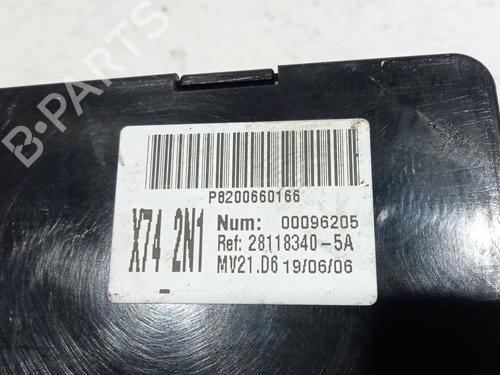 B-PARTS
P8200660166
X74 2N1
Num: 00096205
Ref: 28118340-5A
MV21.D6 19/06/06